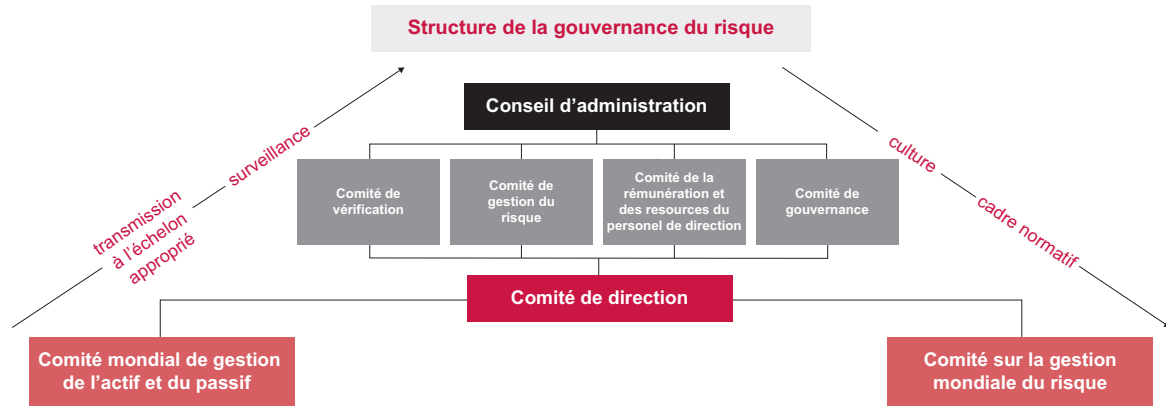 Structure de la gouvernance du risque
Conseil d’administration
surveillance
transmission
à l’échelon
approprié
culture
cadre normatif
Comité de
vérification
Comité de
gestion du
risque
Comité de la
rémunération et
des resources du
personel de direction
Comité de
gouvernance
Comité de direction
Comité mondial de gestion
de l’actif et du passif
Comité sur la gestion
mondiale du risque